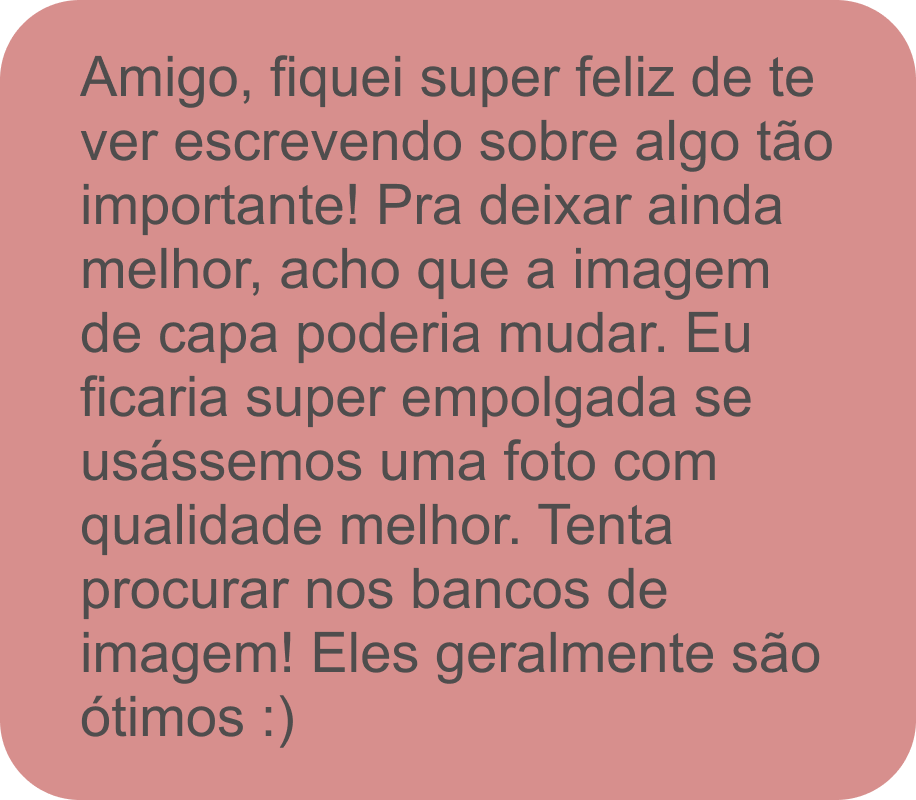 Amigo, fiquei super feliz de te
ver escrevendo sobre algo tão
importante! Pra deixar ainda
melhor, acho que a imagem
de capa poderia mudar. Eu
ficaria super empolgada se
usássemos uma foto com
qualidade melhor. Tenta
procurar nos bancos de
imagem! Eles geralmente são
ótimos :)